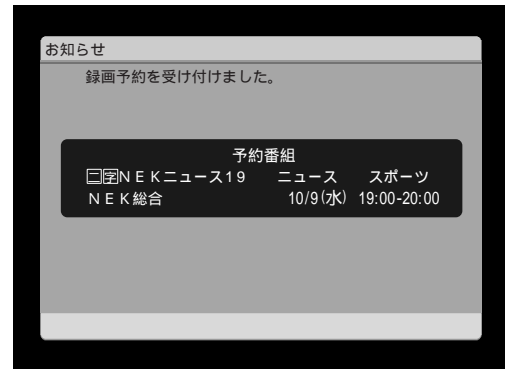 お知らせ
録画予約を受け付けました。
予約番組
二字NEKニュース19 ニュース スポーツ
NEK総合 10/9(水) 19:00-20:00